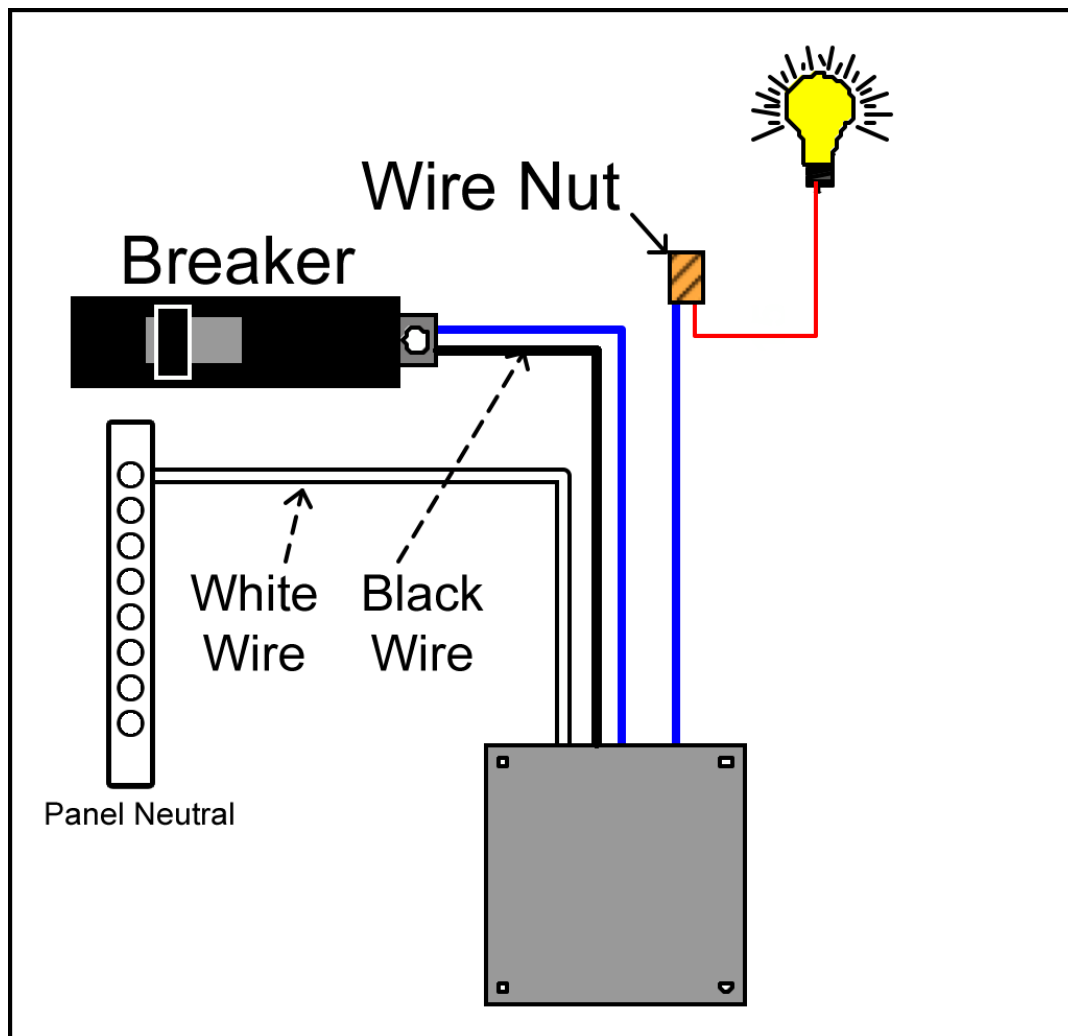 Wire Nut
Breaker
White
Wire
Black
Wire
Panel Neutral